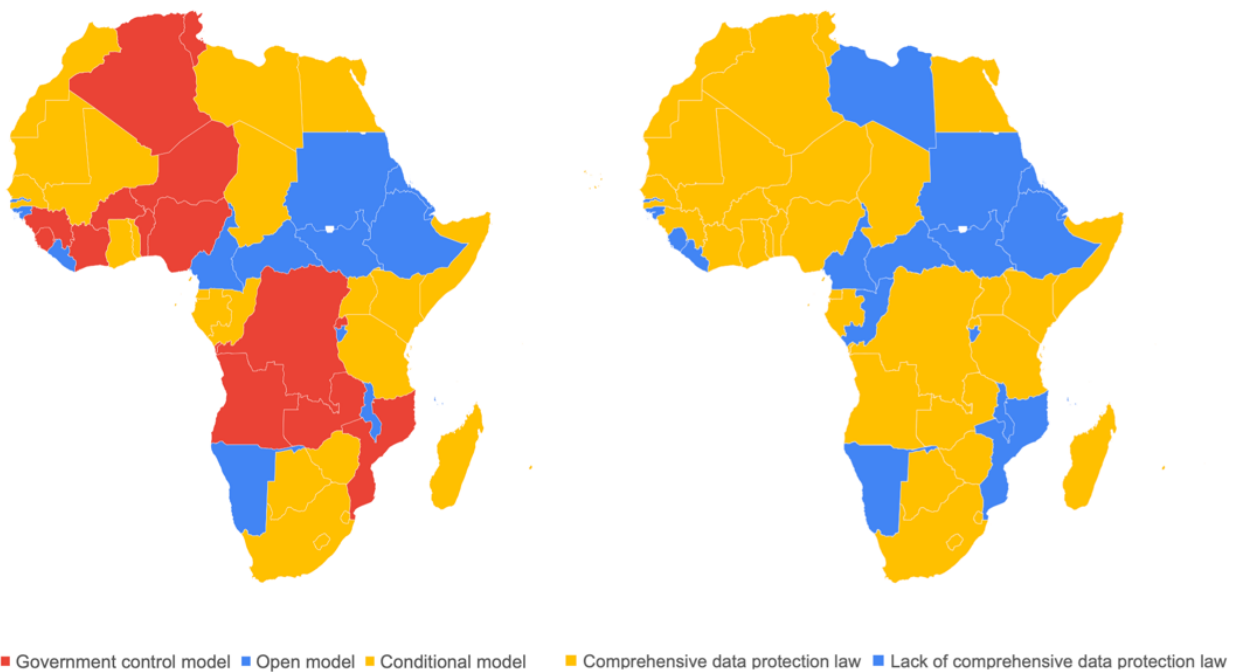 Government control model Open model Conditional model
Comprehensive data protection law Lack of comprehensive data protection law